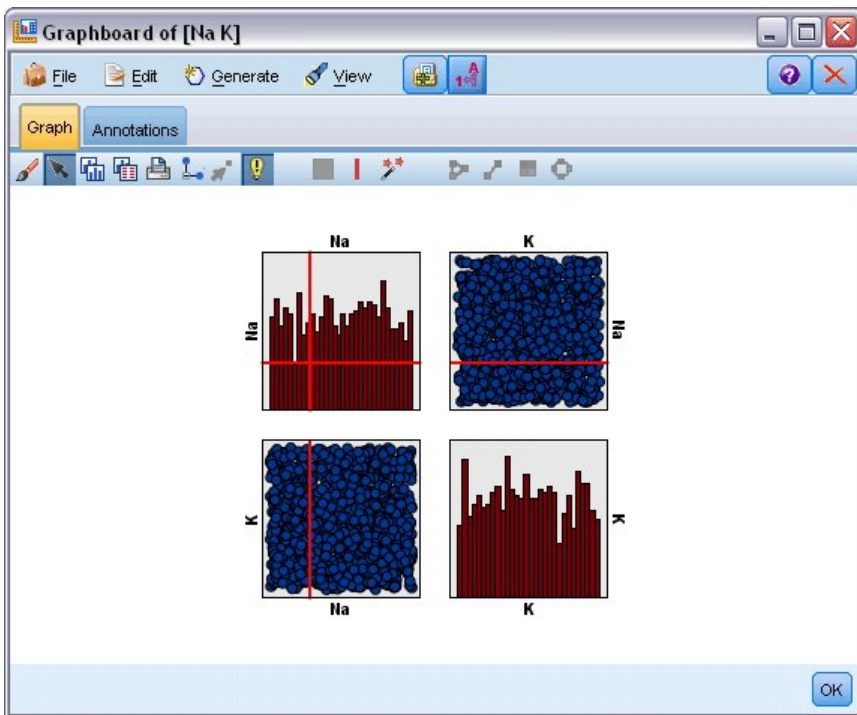 Graphboard of [Na K]
File Edit Generate View
Graph Annotations
Na K
Na Na
K K
Na K
OK